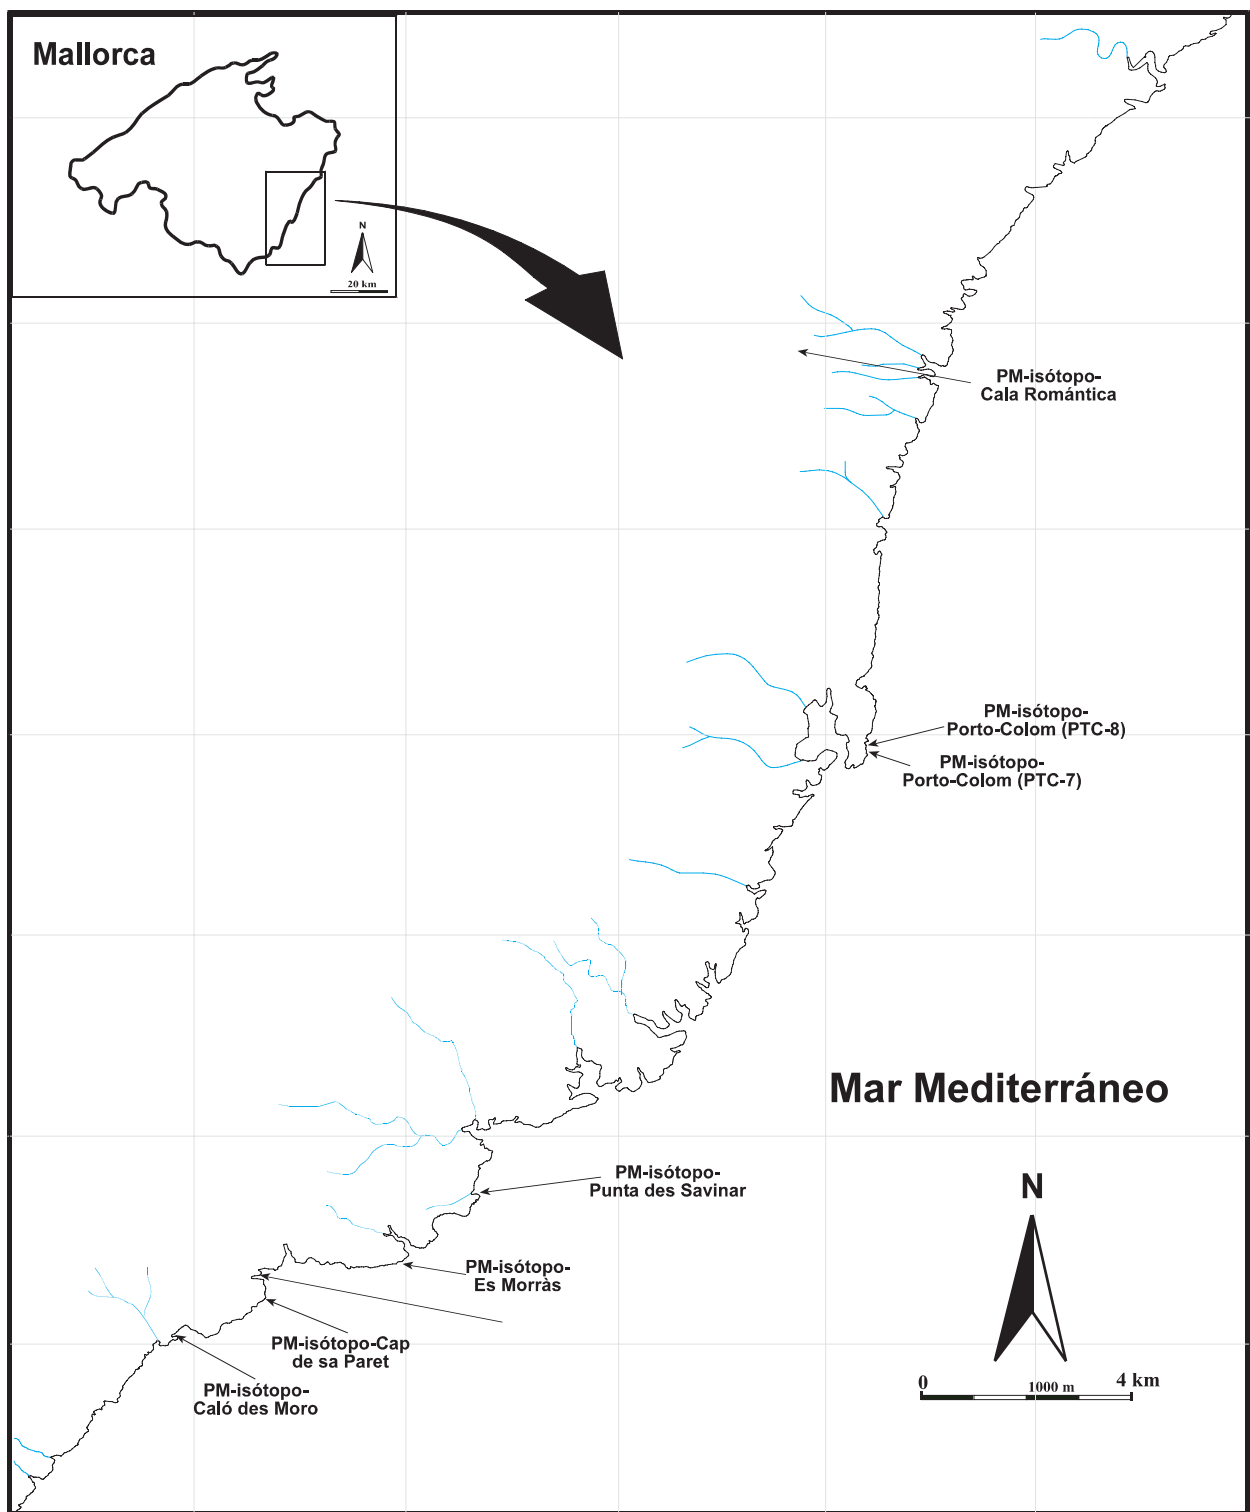 Mallorca
N
20 km
PM-isótopo-
Cala Romántica
PM-isótopo-
Porto-Colom (PTC-8)
PM-isótopo-
Porto-Colom (PTC-7)
Mar Mediterráneo
PM-isótopo-
Punta des Savinar
N
PM-isótopo-
Es Morràs
PM-isótopo-Cap
de sa Paret
PM-isótopo-
Caló des Moro
0
1000 m
4 km